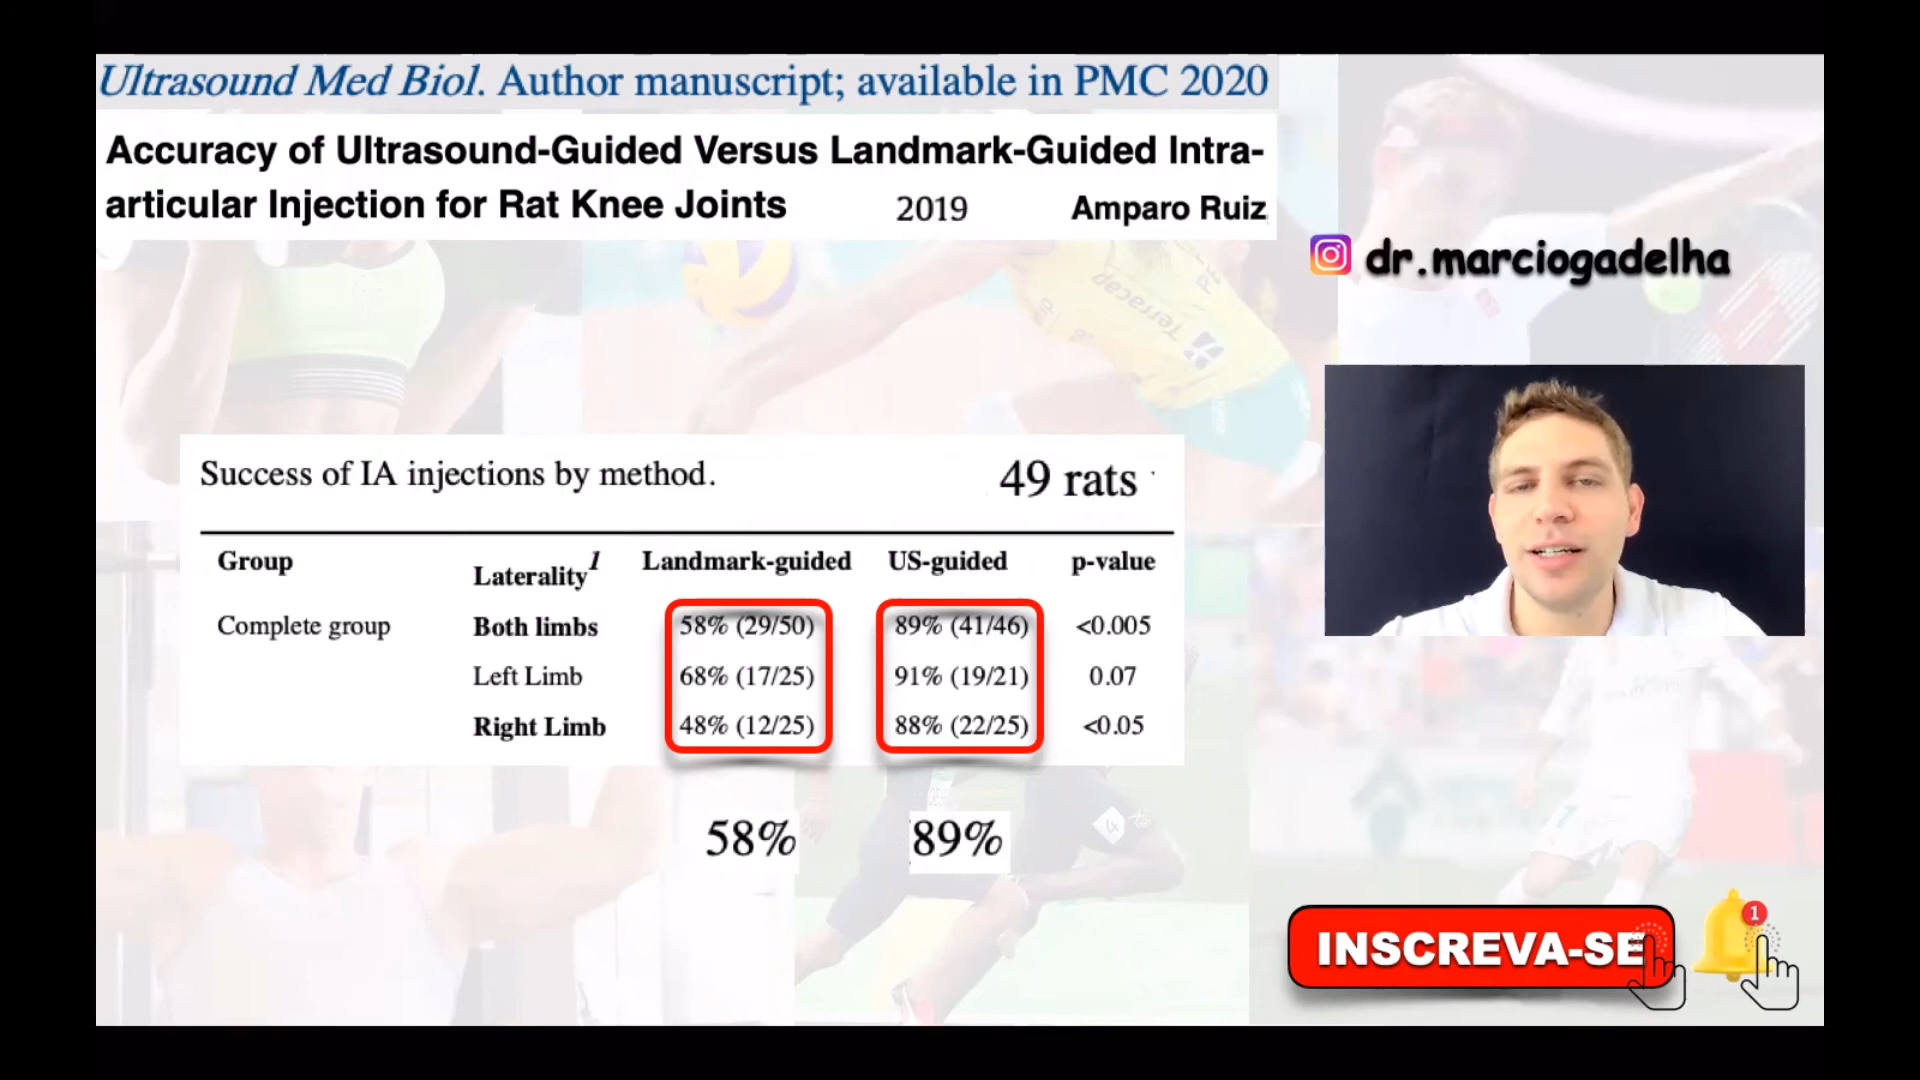 Ultrasound Med Biol. Author manuscript; available in PMC 2020
Accuracy of Ultrasound-Guided Versus Landmark-Guided Intra-
articular Injection for Rat Knee Joints 2019 Amparo Ruiz
dr.marciogadelha
Terracap
Success of IA injections by method. 49 rats
Group Laterality1 Landmark-guided US-guided p-value
Complete group Both limbs 58% (29/50) 89% (41/46) <0.005
Left Limb 68% (17/25) 91% (19/21) 0.07
Right Limb 48% (12/25) 88% (22/25) <0.05
58% 89%
INSCREVA-SE
1